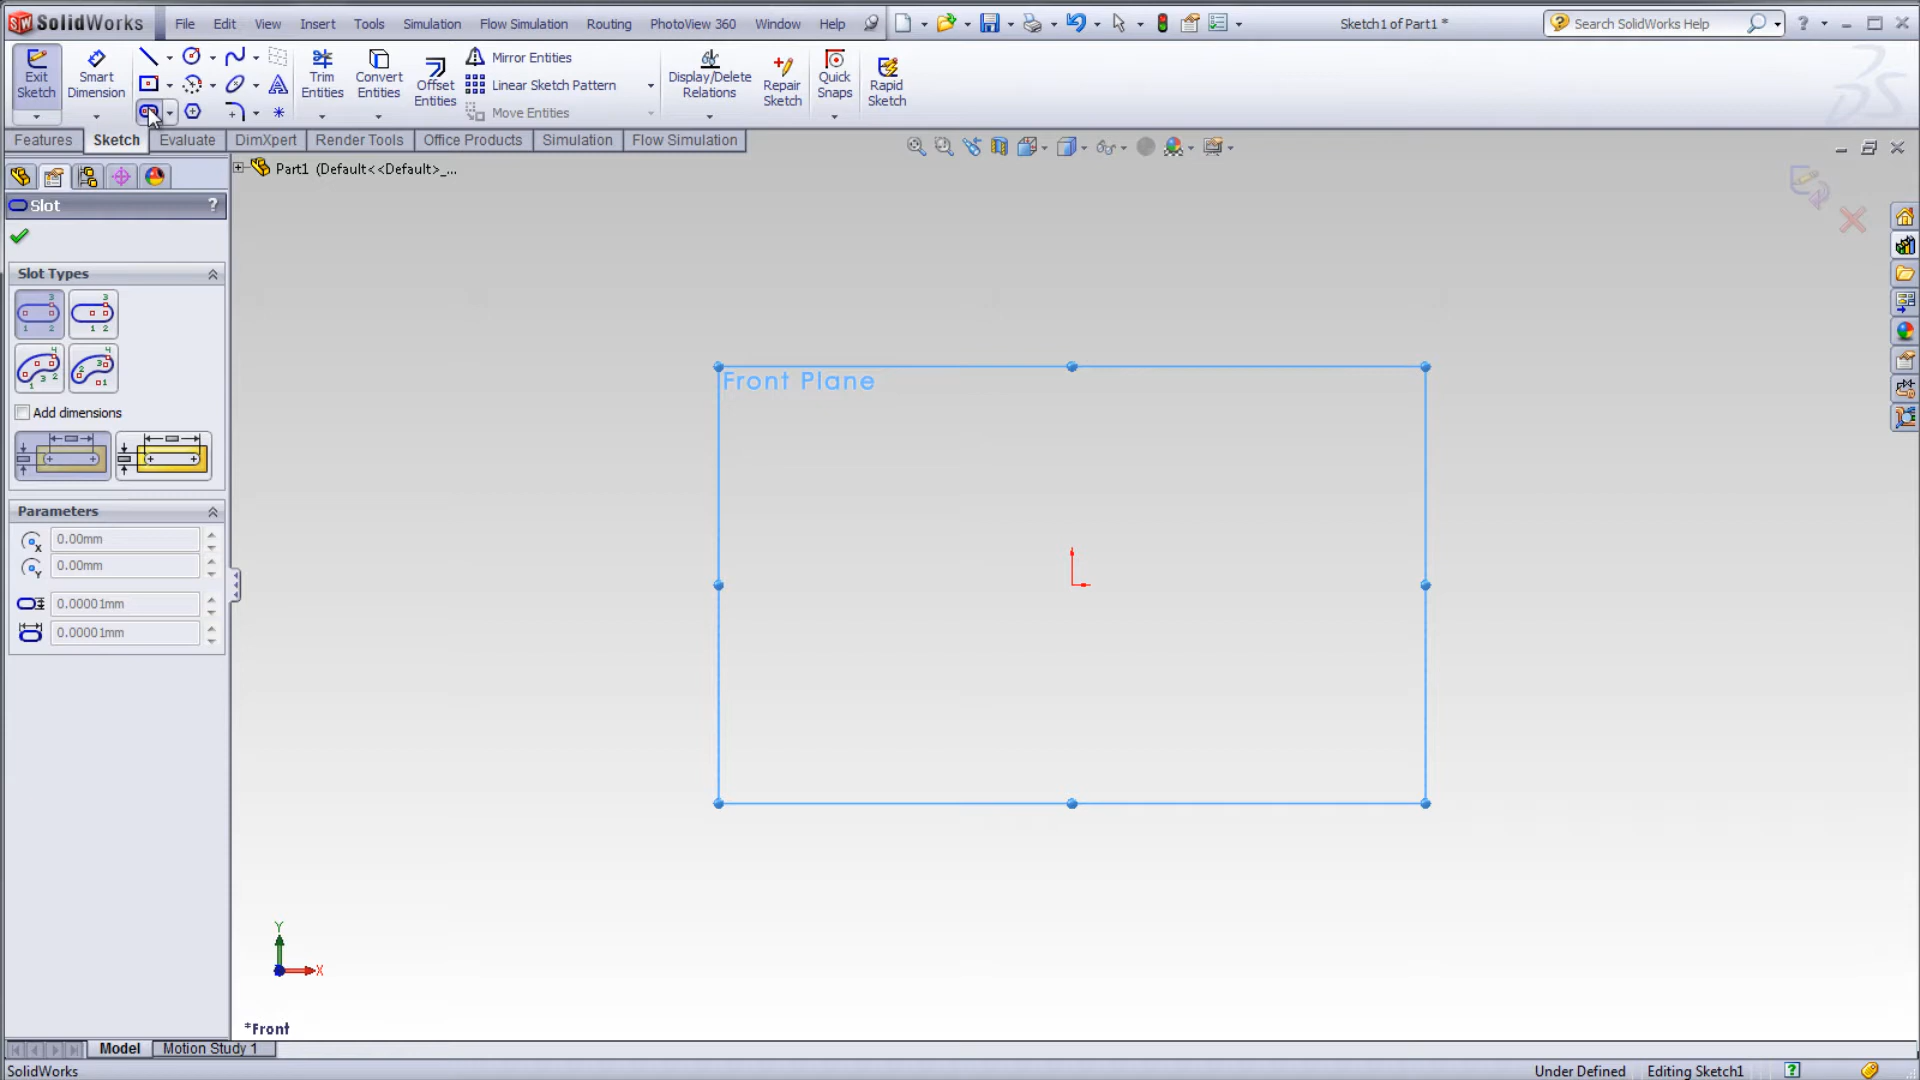 SolidWorks File Edit View Insert Tools Simulation Flow Simulation Routing PhotoView 360 Window Help Sketch1 of Part1 * Search SolidWorks Help
Exit Sketch
Smart Dimension
Trim Entities
Convert Entities
Offset Entities
Mirror Entities
Linear Sketch Pattern
Move Entities
Display/Delete Relations
Repair Sketch
Quick Snaps
Rapid Sketch
Features Sketch Evaluate DimXpert Render Tools Office Products Simulation Flow Simulation
Part1 (Default<<Default>_...
Slot ?
Slot Types
Add dimensions
Parameters
0.00mm
0.00mm
0.00001mm
0.00001mm
Front Plane
Y
X
*Front
Model Motion Study 1
SolidWorks Under Defined Editing Sketch1